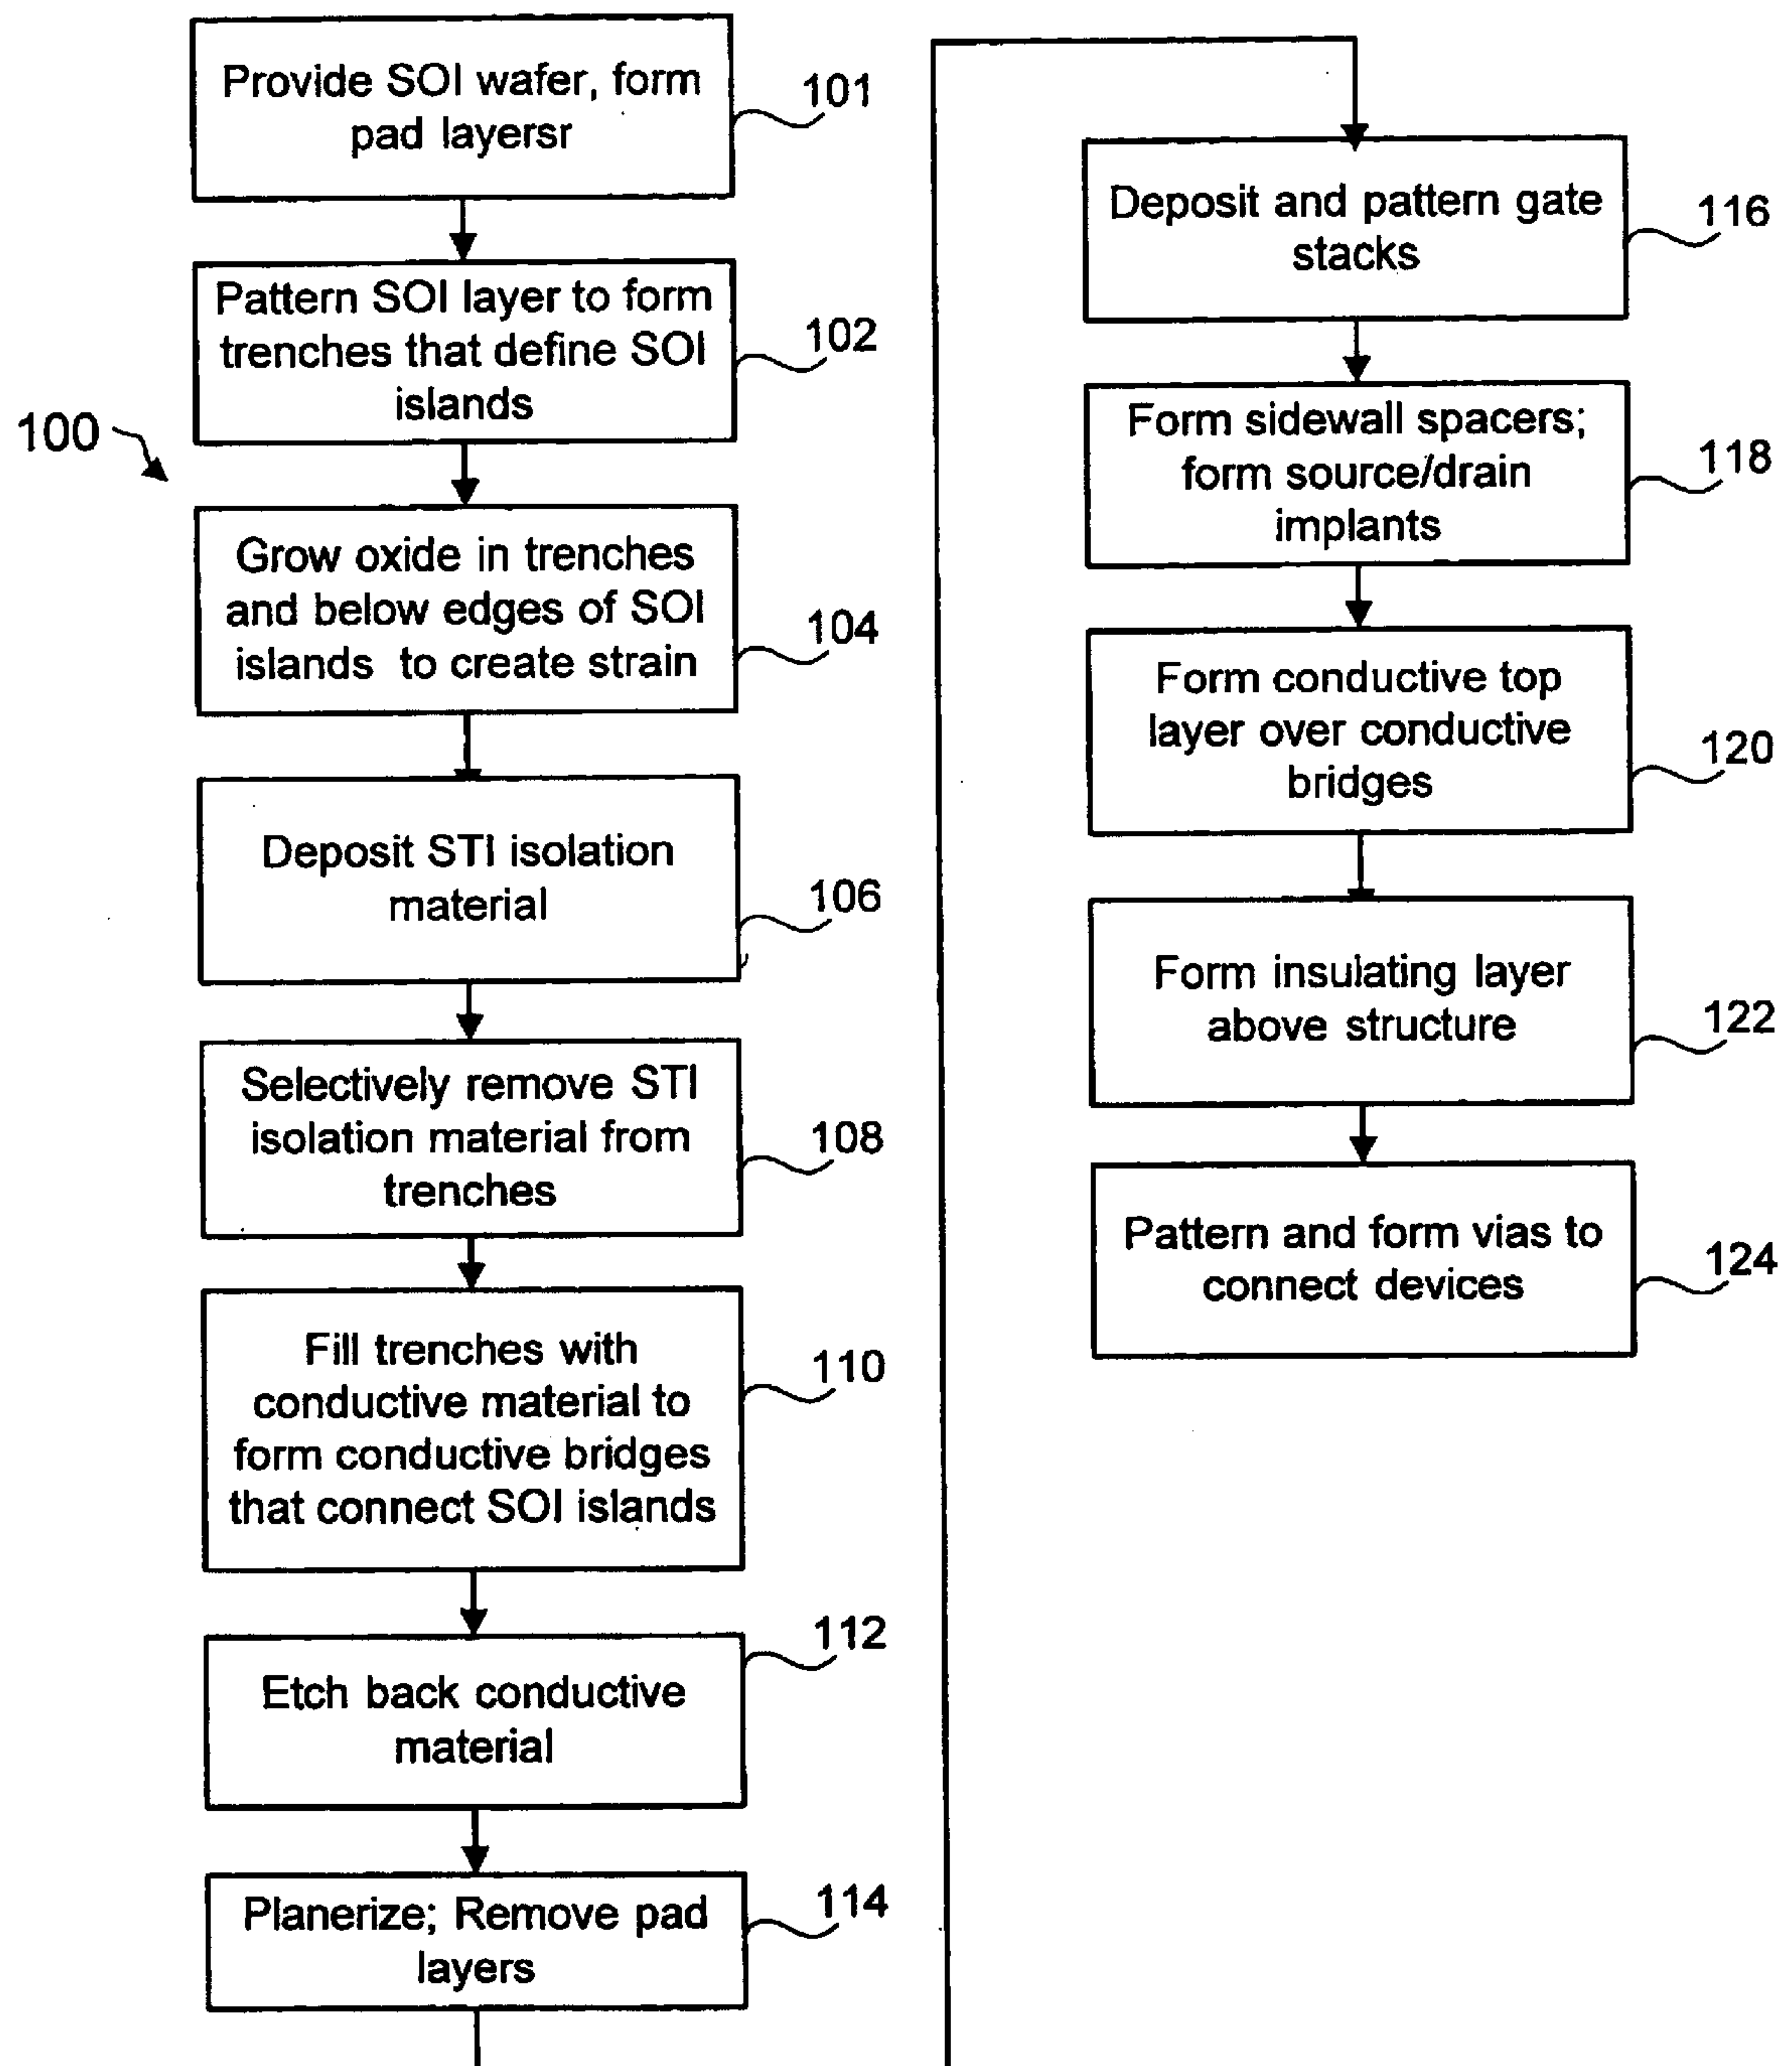 Provide SOI wafer, form
pad layersr
101
Pattern SOI layer to form
trenches that define SOI
islands
102
100
Grow oxide in trenches
and below edges of SOI
islands to create strain
104
Deposit STI isolation
material
106
Selectively remove STI
isolation material from
trenches
108
Fill trenches with
conductive material to
form conductive bridges
that connect SOI islands
110
Etch back conductive
material
112
Planerize; Remove pad
layers
114
Deposit and pattern gate
stacks
116
Form sidewall spacers;
form source/drain
implants
118
Form conductive top
layer over conductive
bridges
120
Form insulating layer
above structure
122
Pattern and form vias to
connect devices
124